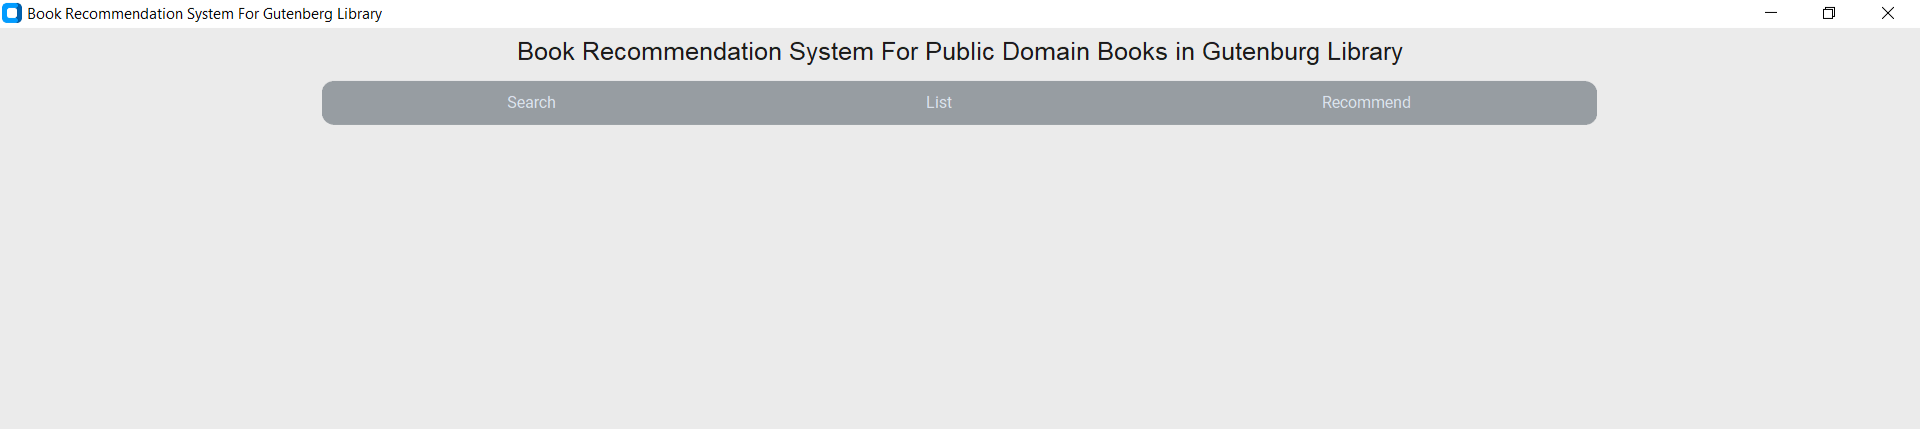 Book Recommendation System For Gutenberg Library
Book Recommendation System For Public Domain Books in Gutenburg Library
Search List Recommend